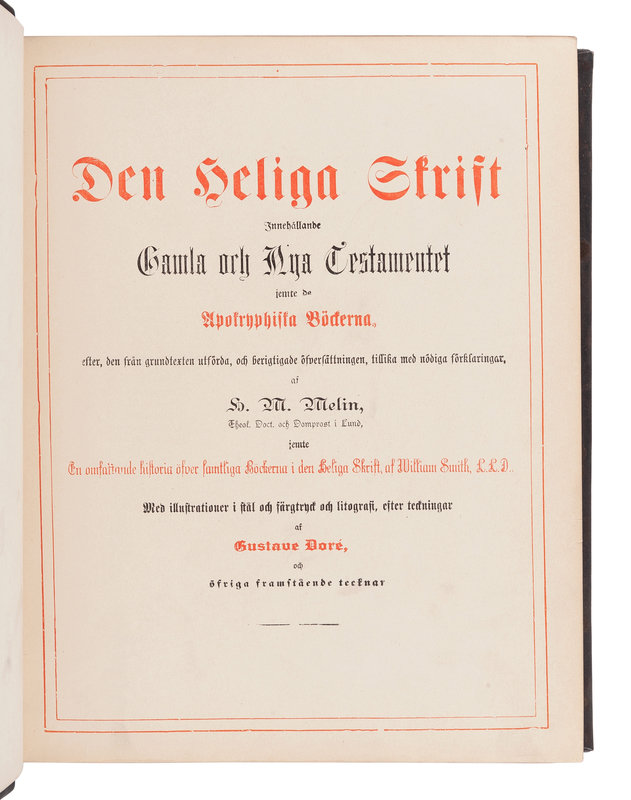 Den Heliga Skrift
Innehållande
Gamla och Nya Testamentet
jemte de
Apokryphiska Böckerna,
efter, den från grundtexten utförda, och berigtigade öfversättningen, tillika med nödiga förklaringar,
af
H. M. Melin,
Theol. Doct. och Domprost i Lund,
jemte
En omfattande historia öfver samtliga Böckerna i den Heliga Skrift, af William Smith, L.L.D..
Med illustrationer i stål och färgtryck och litografi, efter teckningar
af
Gustave Doré,
och
öfriga framstående tecknar